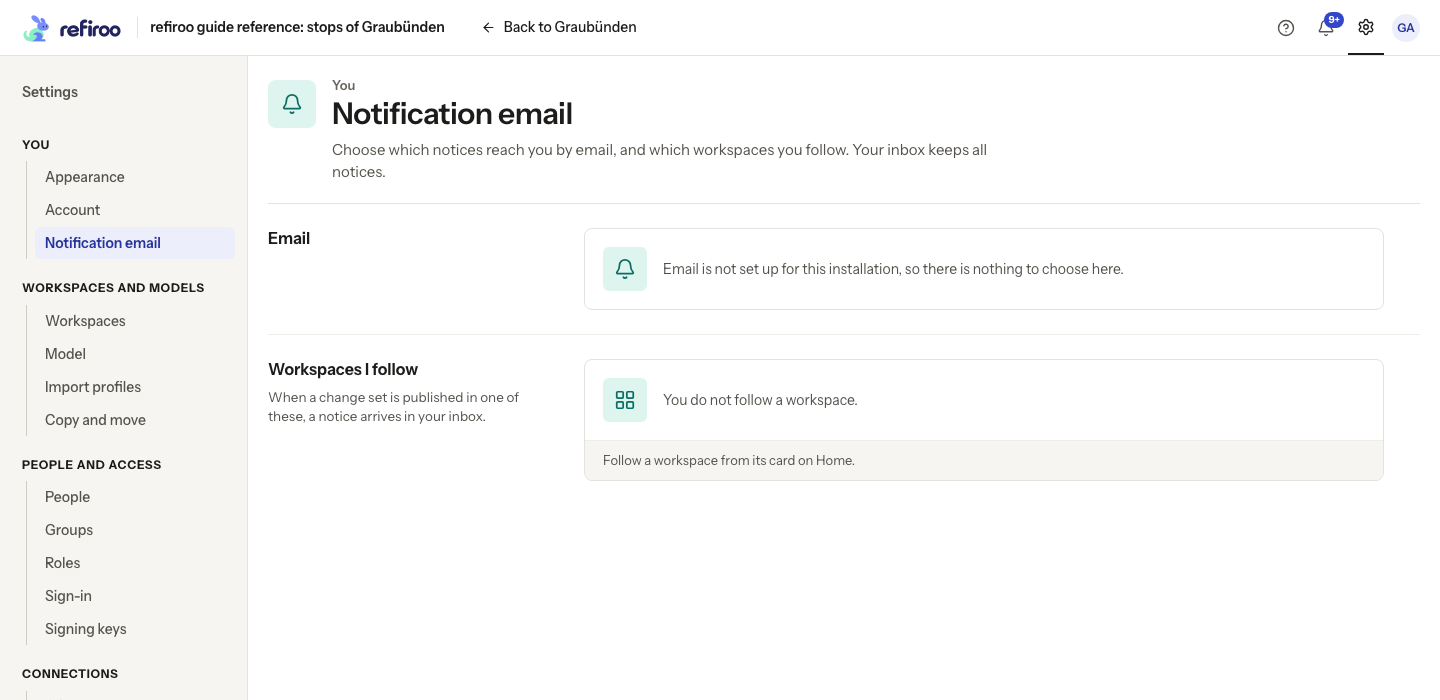 refiroo
refiroo guide reference: stops of Graubünden
← Back to Graubünden
9+
GA
Settings
YOU
Appearance
Account
Notification email
WORKSPACES AND MODELS
Workspaces
Model
Import profiles
Copy and move
PEOPLE AND ACCESS
People
Groups
Roles
Sign-in
Signing keys
CONNECTIONS
You
Notification email
Choose which notices reach you by email, and which workspaces you follow. Your inbox keeps all
notices.
Email
Email is not set up for this installation, so there is nothing to choose here.
Workspaces I follow
When a change set is published in one of
these, a notice arrives in your inbox.
You do not follow a workspace.
Follow a workspace from its card on Home.